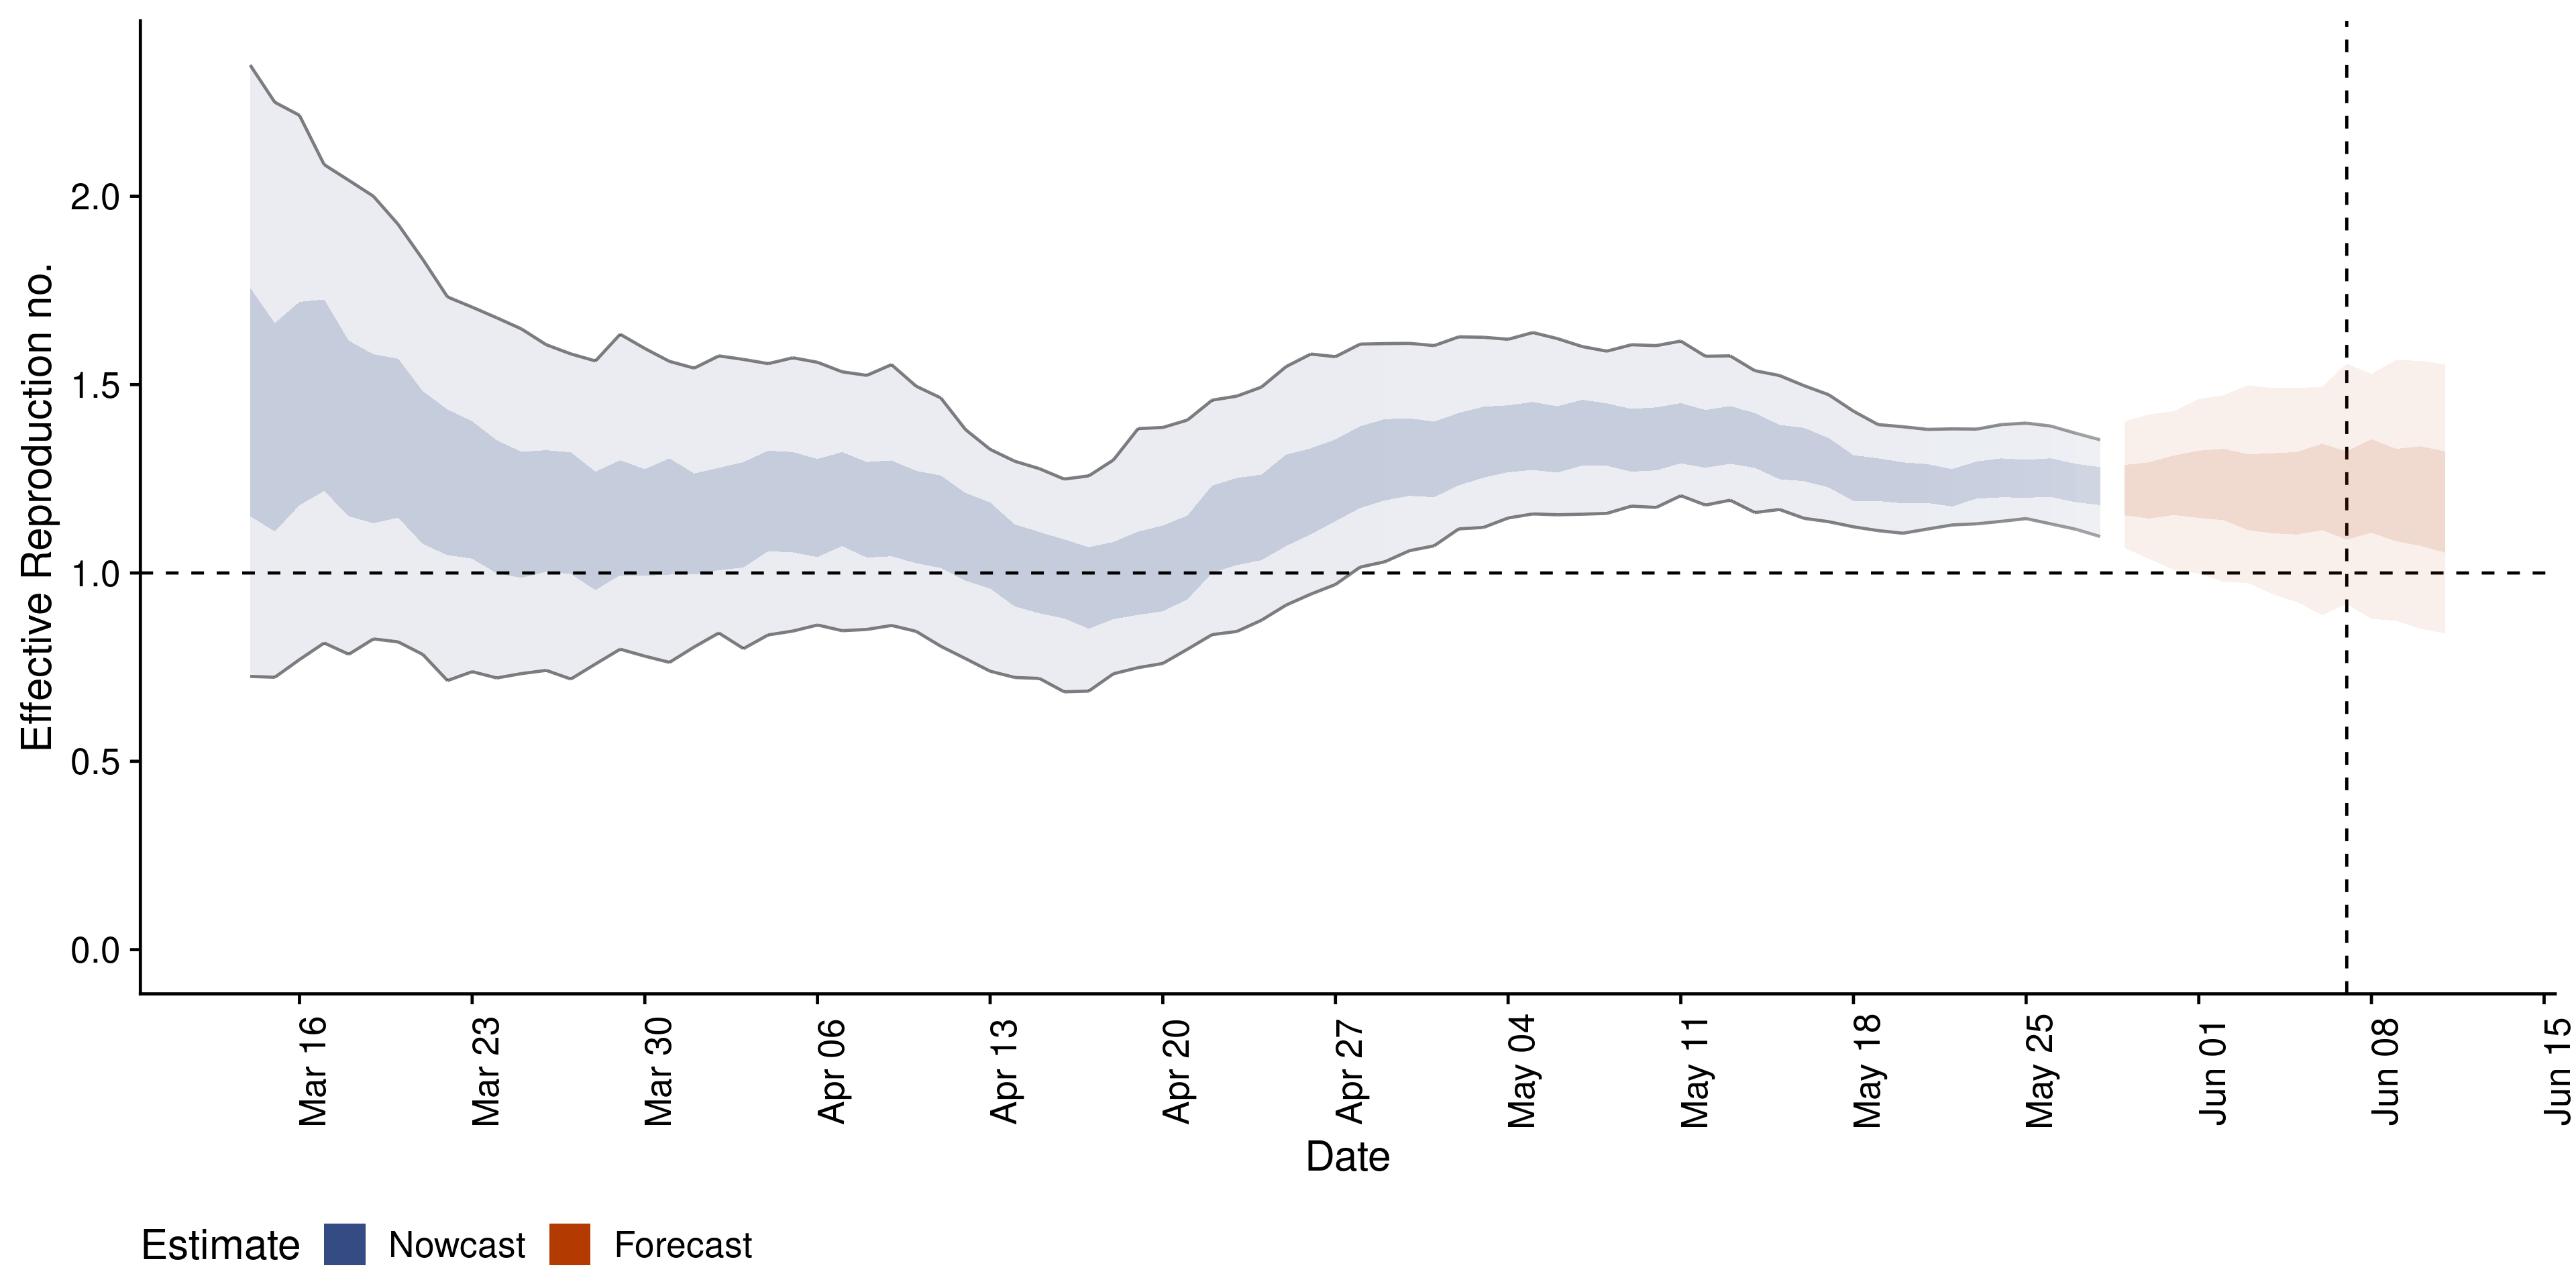 Effective Reproduction no.
2.0
1.5
1.0
0.5
0.0
Mar 16
Mar 23
Mar 30
Apr 06
Apr 13
Apr 20
Apr 27
May 04
May 11
May 18
May 25
Jun 01
Jun 08
Jun 15
Date
Estimate Nowcast Forecast